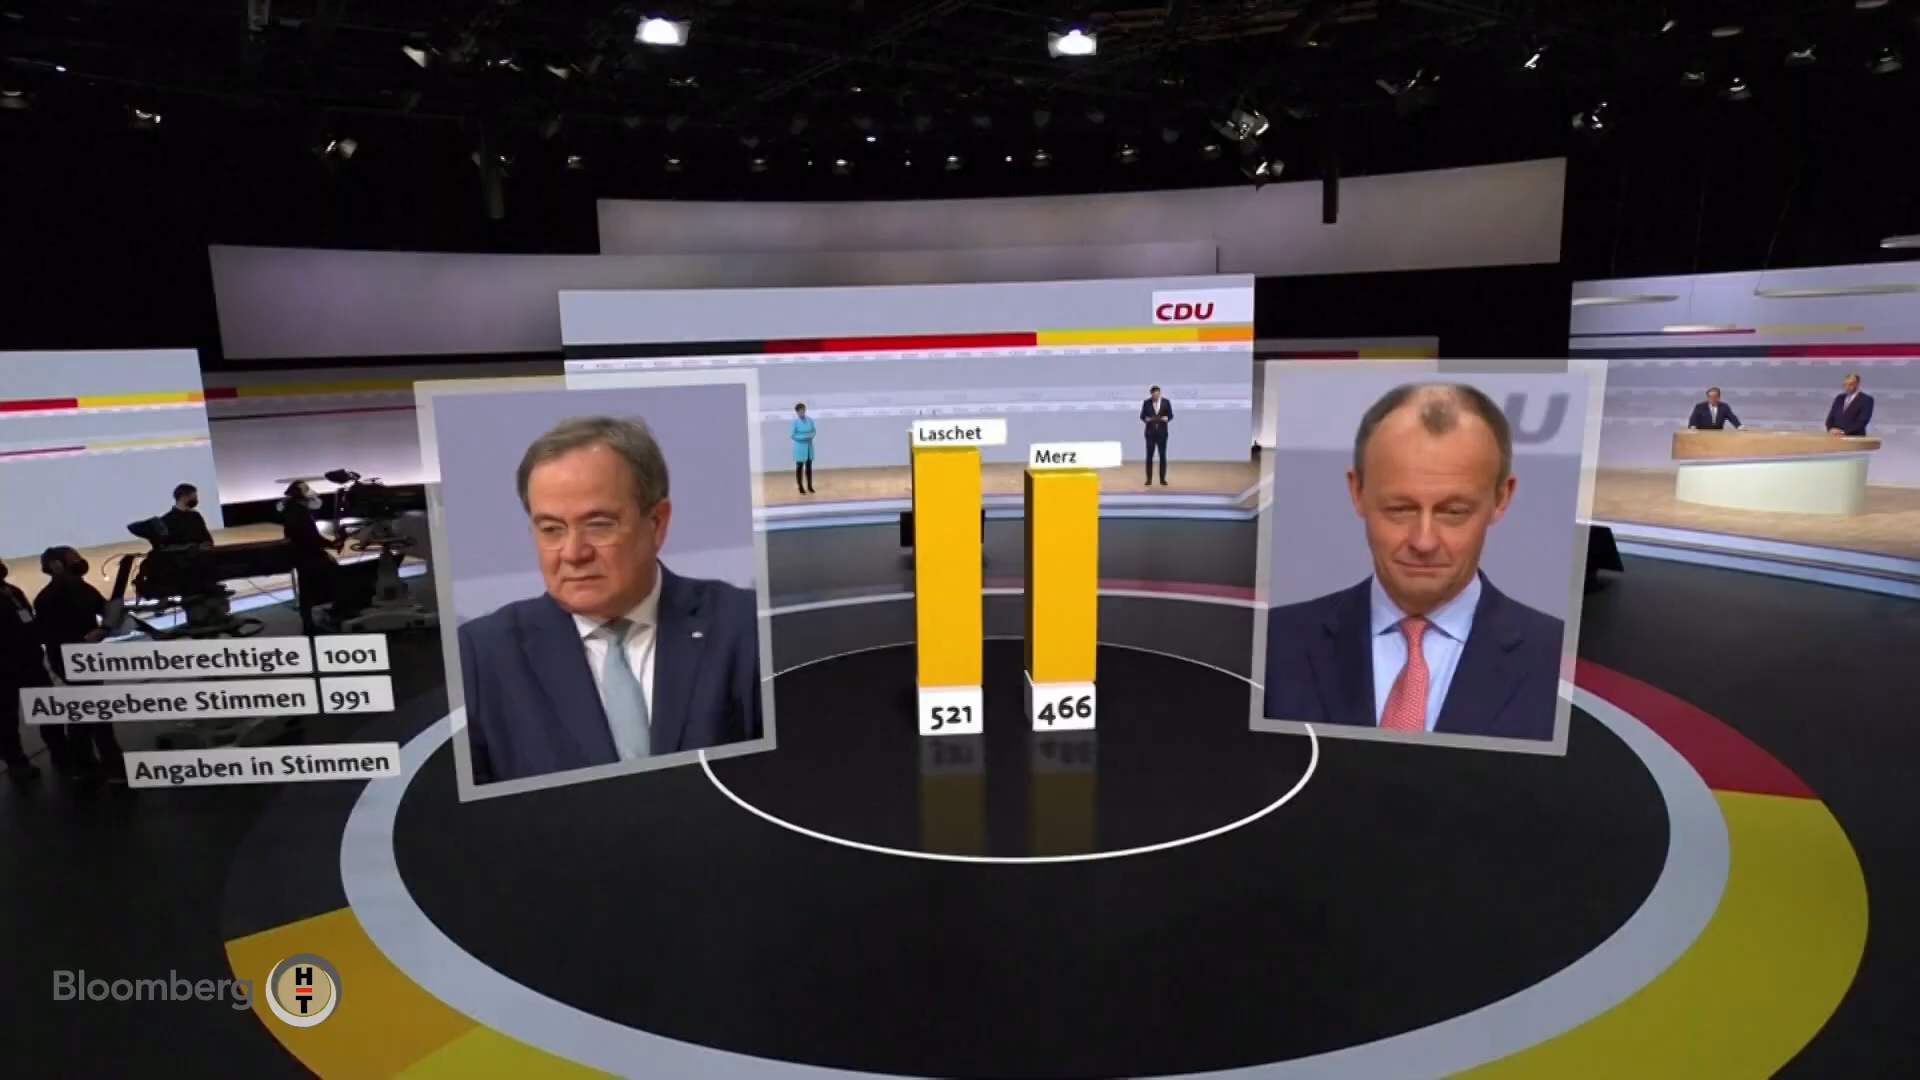 CDU
Laschet
Merz
U
Stimmberechtigte 1001
Abgegebene Stimmen 991
Angaben in Stimmen
521
466
Bloomberg HT